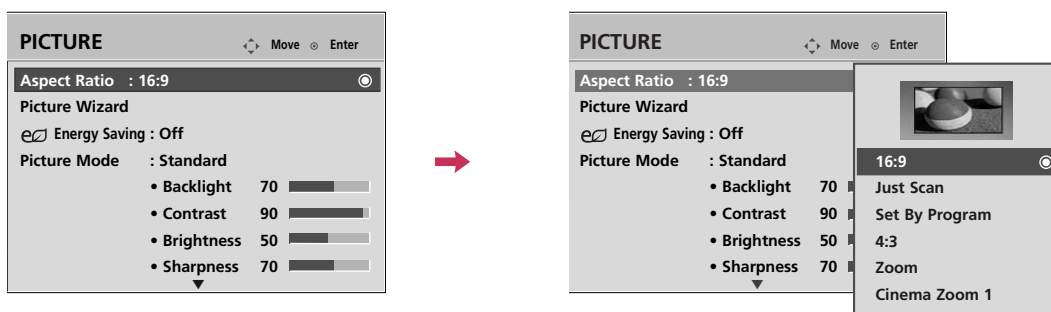 PICTURE Move Enter
Aspect Ratio : 16:9
Picture Wizard
Energy Saving : Off
Picture Mode : Standard
• Backlight 70
• Contrast 90
• Brightness 50
• Sharpness 70
PICTURE Move Enter
Aspect Ratio : 16:9
Picture Wizard
Energy Saving : Off
Picture Mode : Standard
• Backlight 70
• Contrast 90
• Brightness 50
• Sharpness 70
16:9
Just Scan
Set By Program
4:3
Zoom
Cinema Zoom 1